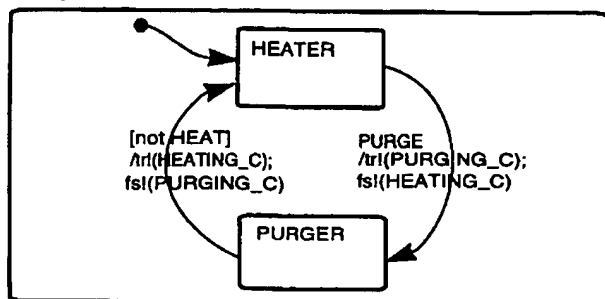 HEATER
[not HEAT]
/tr!(HEATING_C);
fs!(PURGING_C)
PURGE
/tr!(PURGING_C);
fs!(HEATING_C)
PURGER